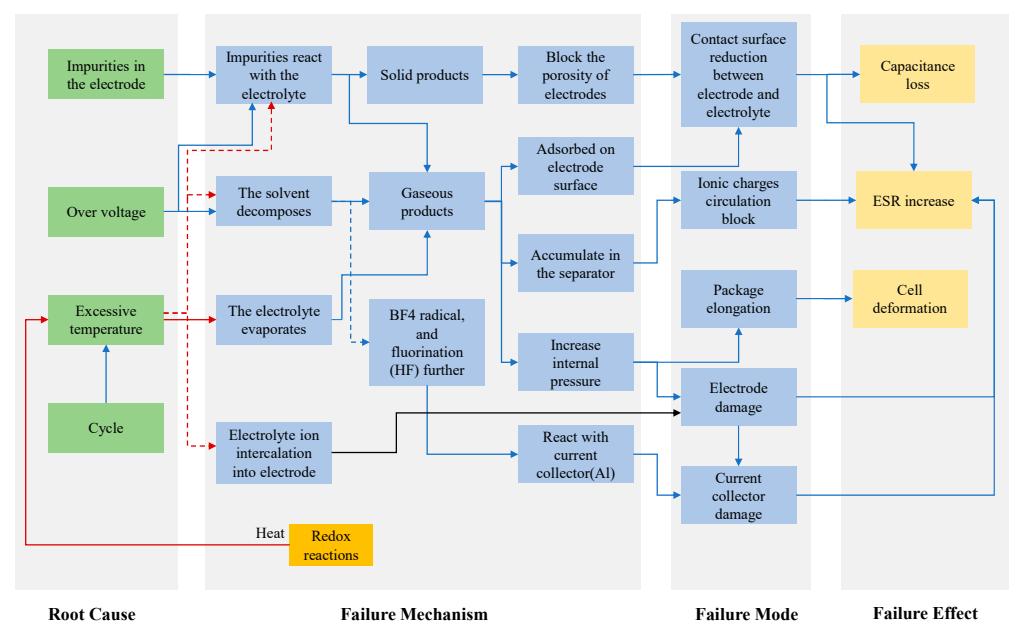 Impurities in
the electrode
Over voltage
Excessive
temperature
Cycle
Impurities react
with the
electrolyte
Solid products
Block the
porosity of
electrodes
The solvent
decomposes
Gaseous
products
Adsorbed on
electrode
surface
Accumulate in
the separator
The electrolyte
evaporates
BF4 radical,
and
fluorination
(HF) further
Increase
internal
pressure
Electrolyte ion
intercalation
into electrode
React with
current
collector(Al)
Heat
Redox
reactions
Contact surface
reduction
between
electrode and
electrolyte
Ionic charges
circulation
block
Package
elongation
Electrode
damage
Current
collector
damage
Capacitance
loss
ESR increase
Cell
deformation
Root Cause
Failure Mechanism
Failure Mode
Failure Effect